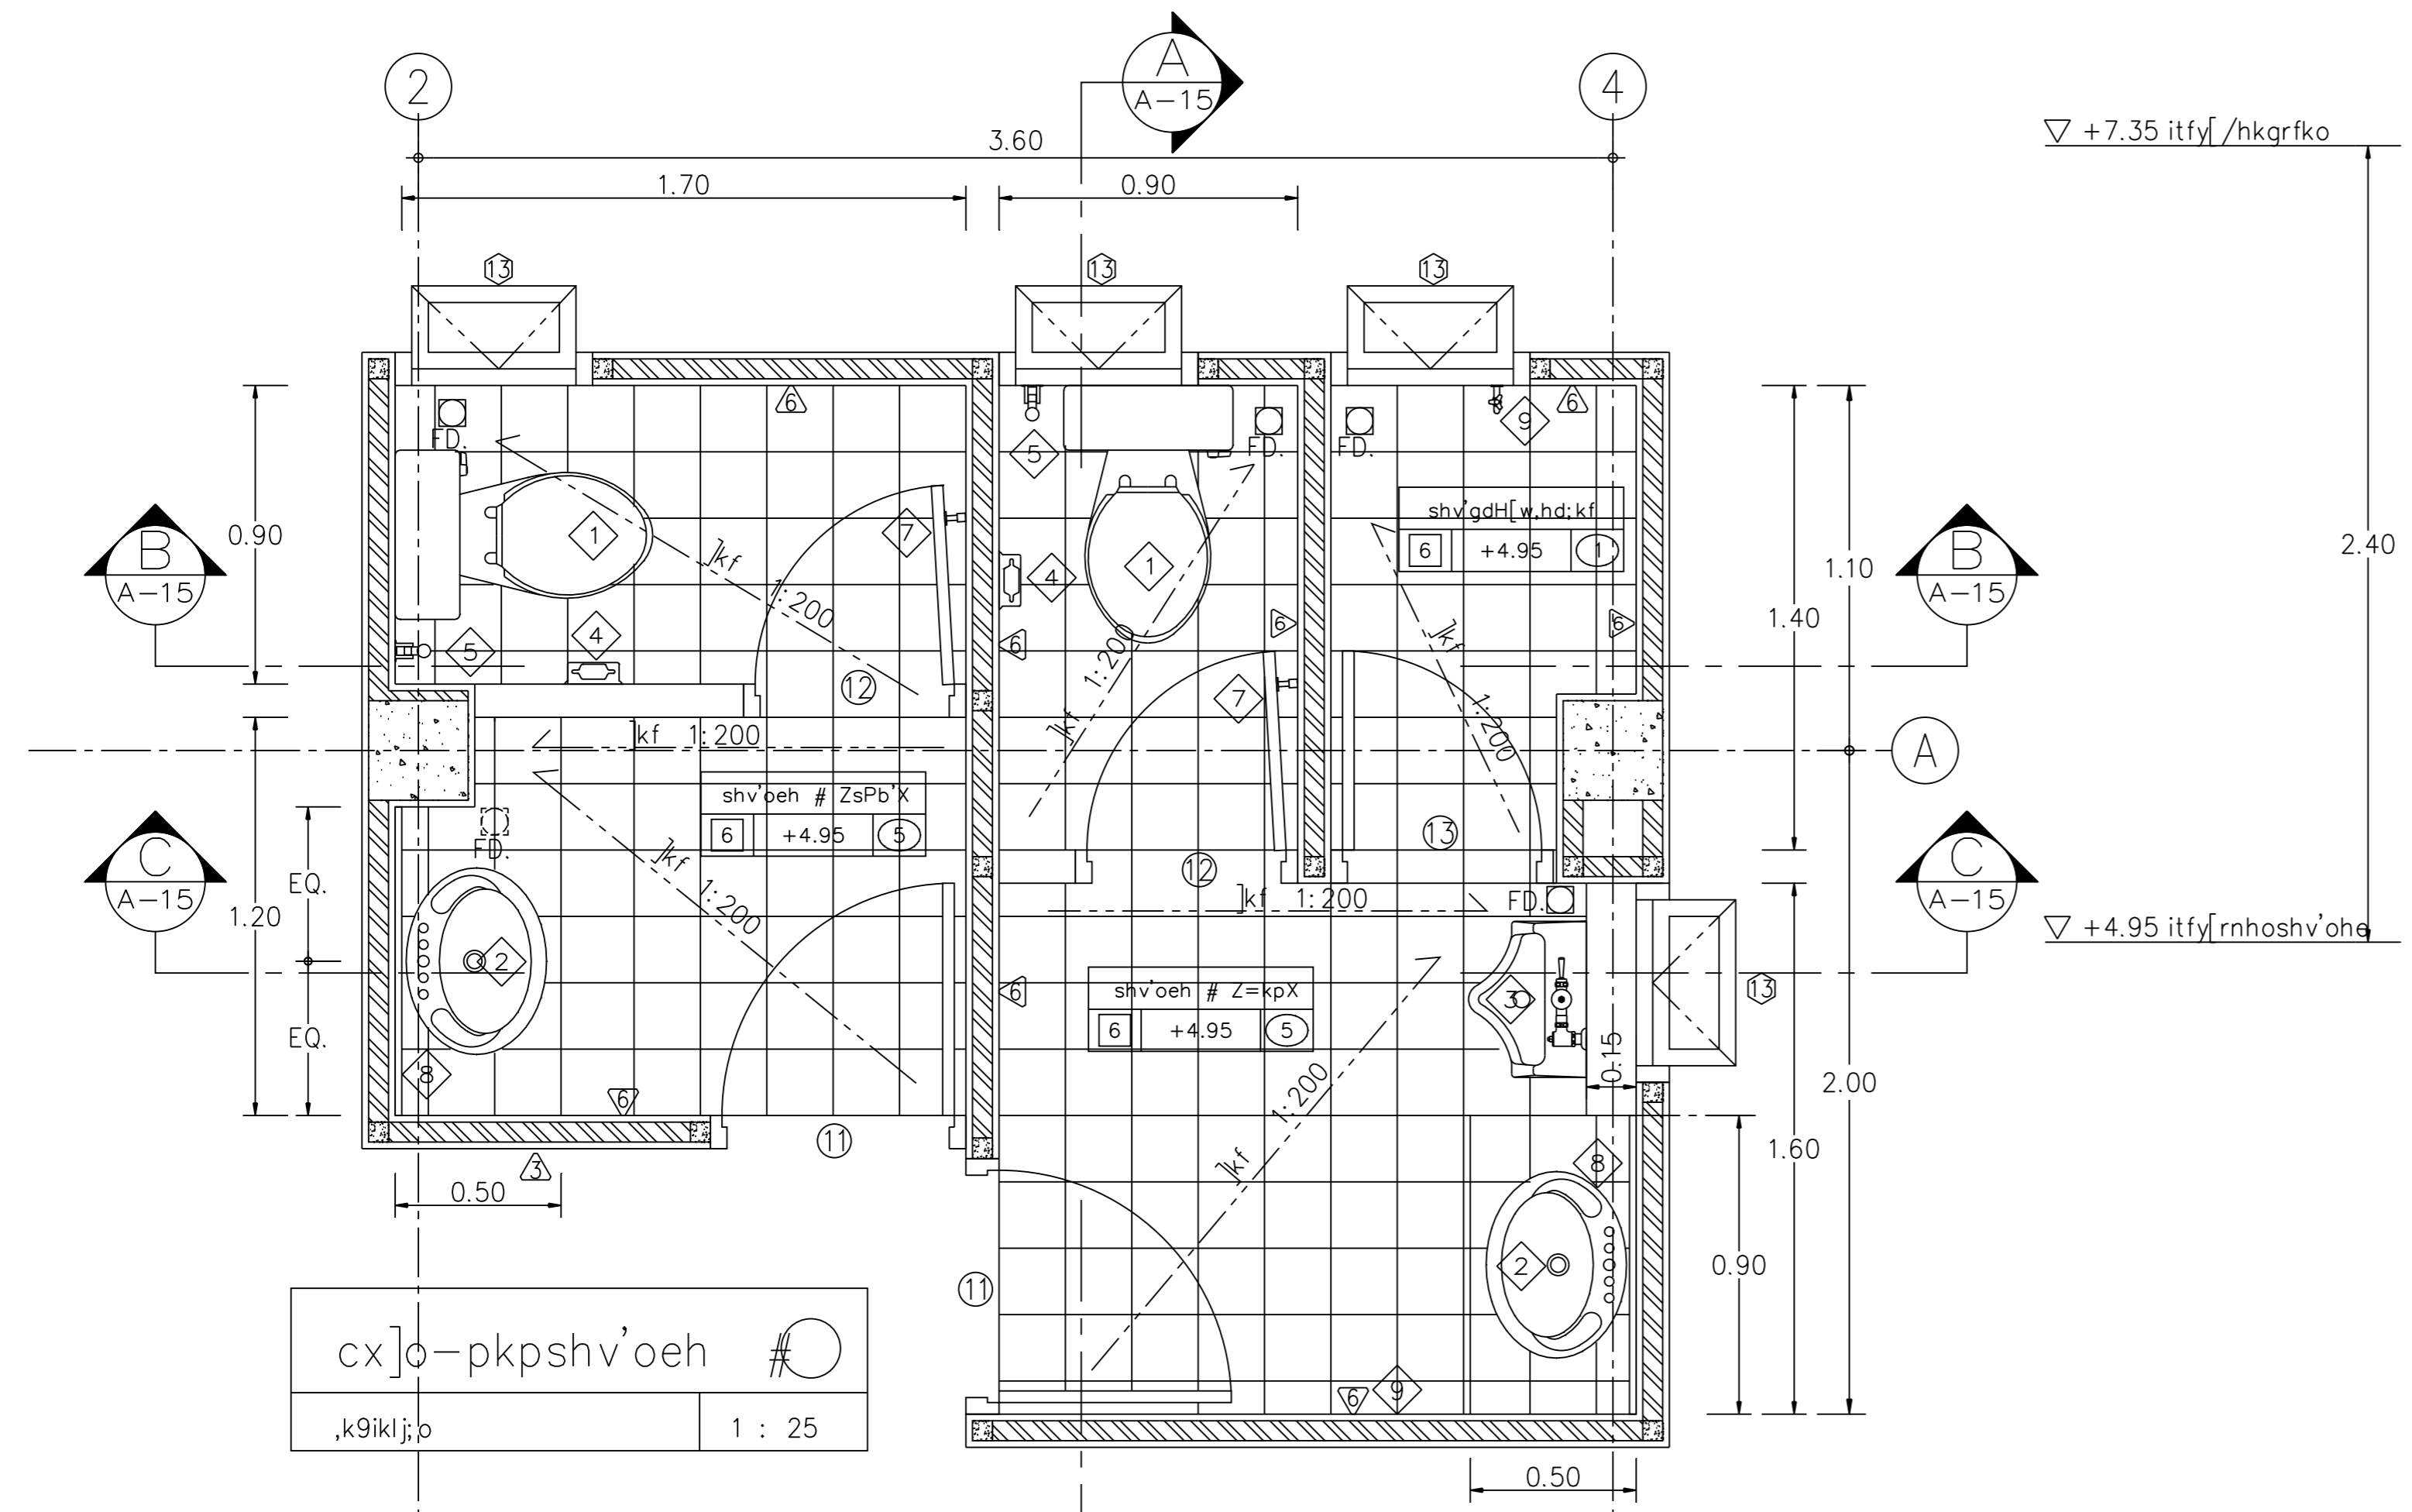 2
A
A-15
4
3.60
▽ +7.35 itfy[ /hkgrfko
1.70
0.90
13
13
13
6
6
FD.
5
FD.
FD.
9
shv'gdH[w,hd;kf
6 +4.95 1
B
A-15
0.90
1
7
4
1
B
A-15
1.10
2.40
]kf 1:200
1:200 ]kf
]kf 1:200
1.40
4
5
6
6
6
12
7
]kf 1:200
A
shv'oeh # ZsPb'X
6 +4.95 5
FD.
13
12
C
A-15
EQ.
1.20
]kf 1:200
]kf 1:200
FD.
C
A-15
▽ +4.95 itfy[rnhoshv'ohe
2
6
shv'oeh # Z=kpX
6 +4.95 5
3
13
EQ.
8
6
0.15
2.00
]kf 1:200
11
3
0.50
1.60
8
11
2
0.90
cx]o-pkpshv'oeh #
,k9iklj;o
1 : 25
6
9
0.50